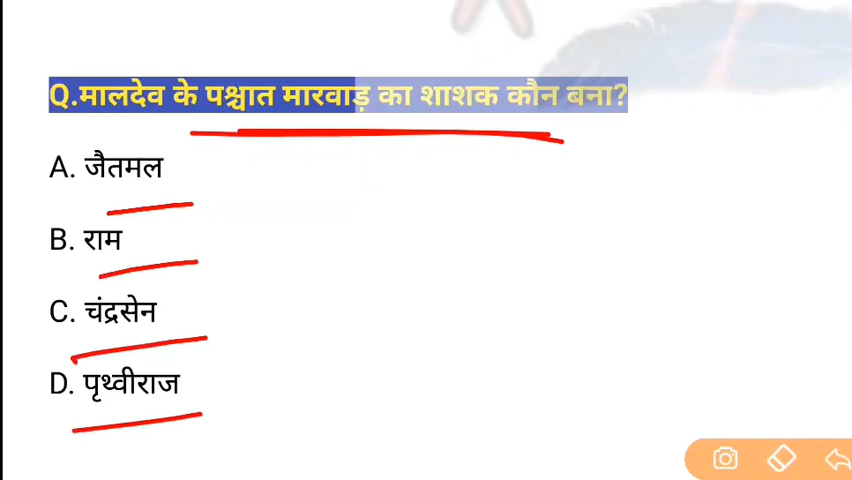 Q.मालदेव के पश्चात मारवाड़ का शाशक कौन बना?
A. जैतमल
B. राम
C. चंद्रसेन
D. पृथ्वीराज